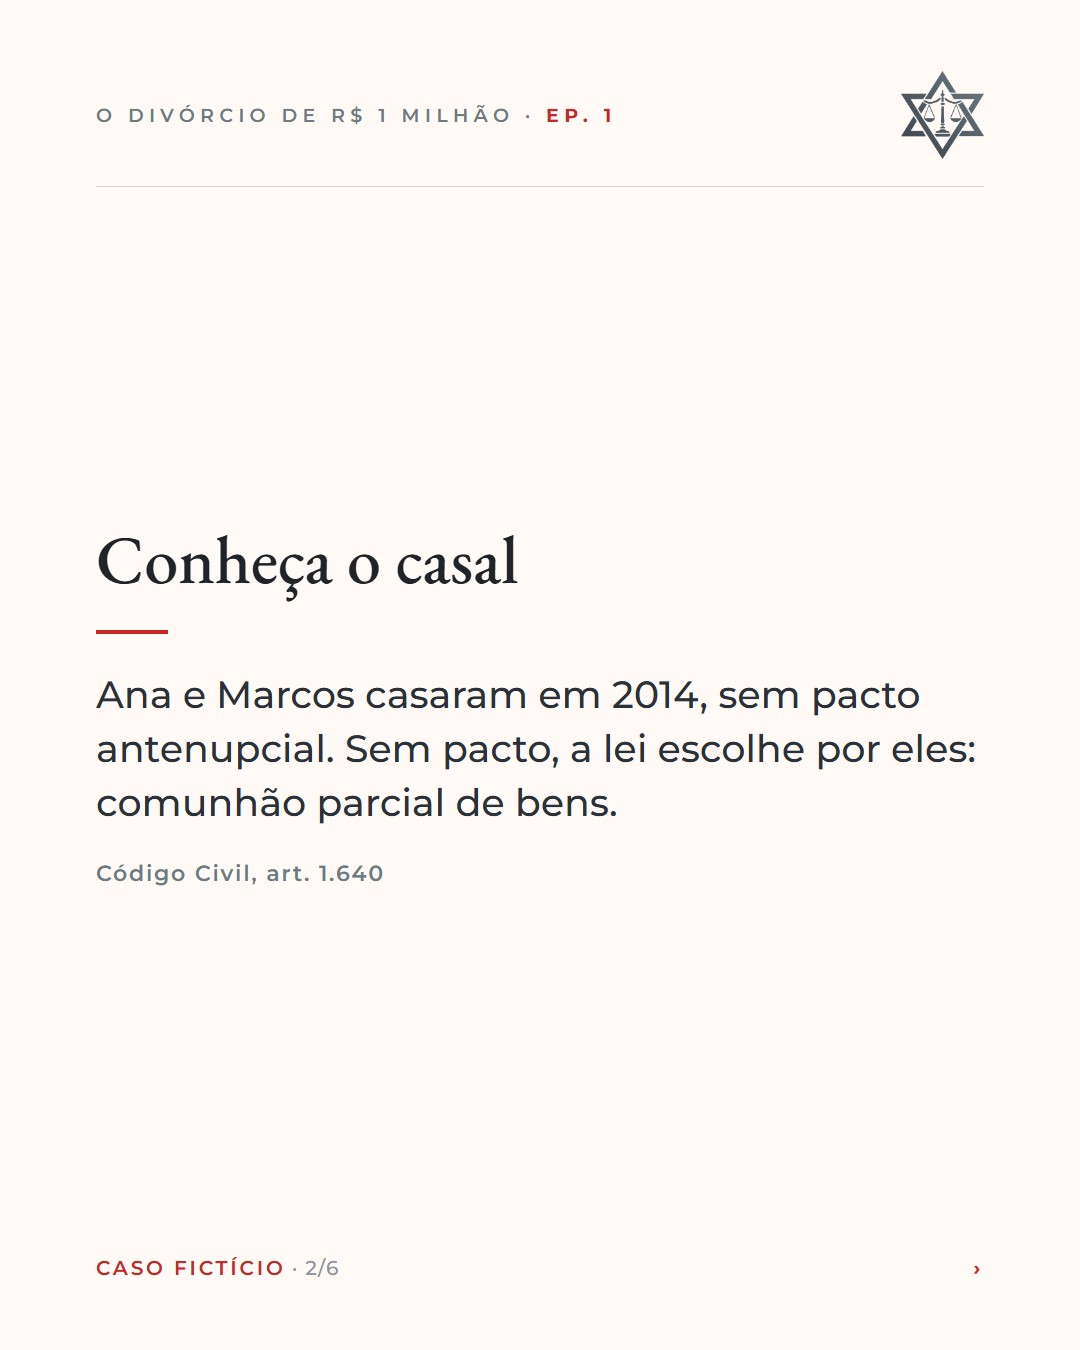 O DIVÓRCIO DE R$ 1 MILHÃO · EP. 1
Conheça o casal
Ana e Marcos casaram em 2014, sem pacto
antenupcial. Sem pacto, a lei escolhe por eles:
comunhão parcial de bens.
Código Civil, art. 1.640
CASO FICTÍCIO · 2/6 ›